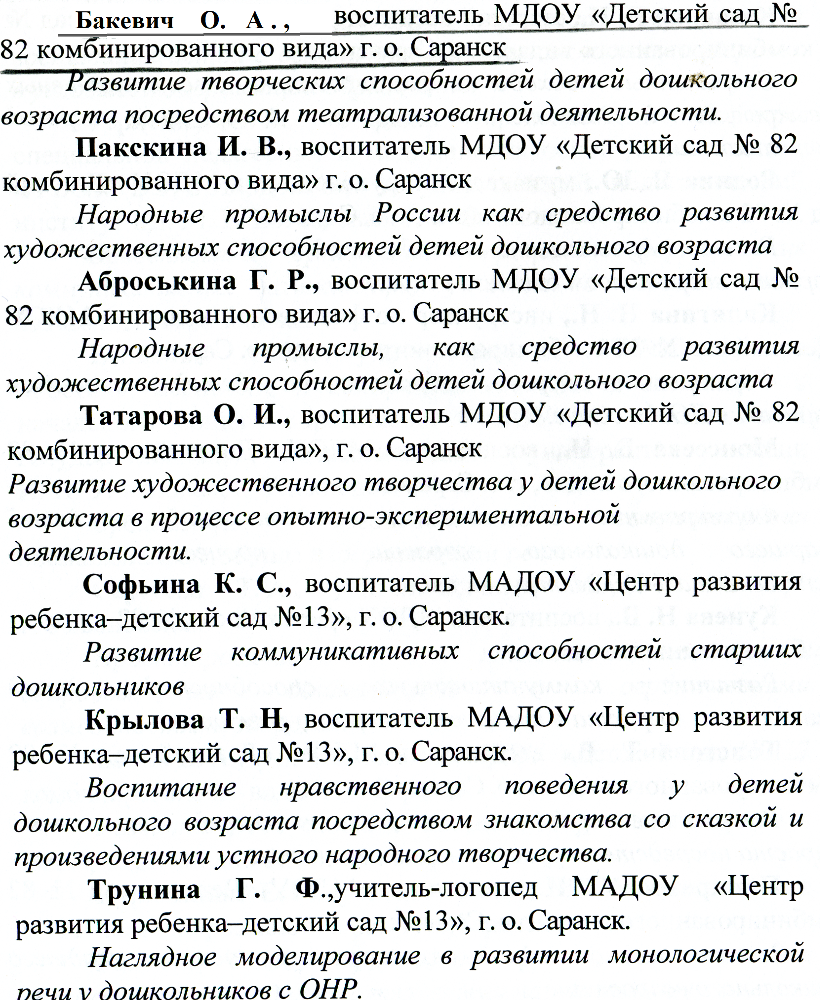 Бакевич О. А., воспитатель МДОУ «Детский сад №
82 комбинированного вида» г. о. Саранск
Развитие творческих способностей детей дошкольного
возраста посредством театрализованной деятельности.
Пакскина И. В., воспитатель МДОУ «Детский сад № 82
комбинированного вида» г. о. Саранск
Народные промыслы России как средство развития
художественных способностей детей дошкольного возраста
Аброськина Г. Р., воспитатель МДОУ «Детский сад №
82 комбинированного вида» г. о. Саранск
Народные промыслы, как средство развития
художественных способностей детей дошкольного возраста
Татарова О. И., воспитатель МДОУ «Детский сад № 82
комбинированного вида», г. о. Саранск
Развитие художественного творчества у детей дошкольного
возраста в процессе опытно-экспериментальной
деятельности.
Софьина К. С., воспитатель МАДОУ «Центр развития
ребенка–детский сад №13», г. о. Саранск.
Развитие коммуникативных способностей старших
дошкольников
Крылова Т. Н, воспитатель МАДОУ «Центр развития
ребенка–детский сад №13», г. о. Саранск.
Воспитание нравственного поведения у детей
дошкольного возраста посредством знакомства со сказкой и
произведениями устного народного творчества.
Трунина Г. Ф.,учитель-логопед МАДОУ «Центр
развития ребенка–детский сад №13», г. о. Саранск.
Наглядное моделирование в развитии монологической
речи у дошкольников с ОНР.